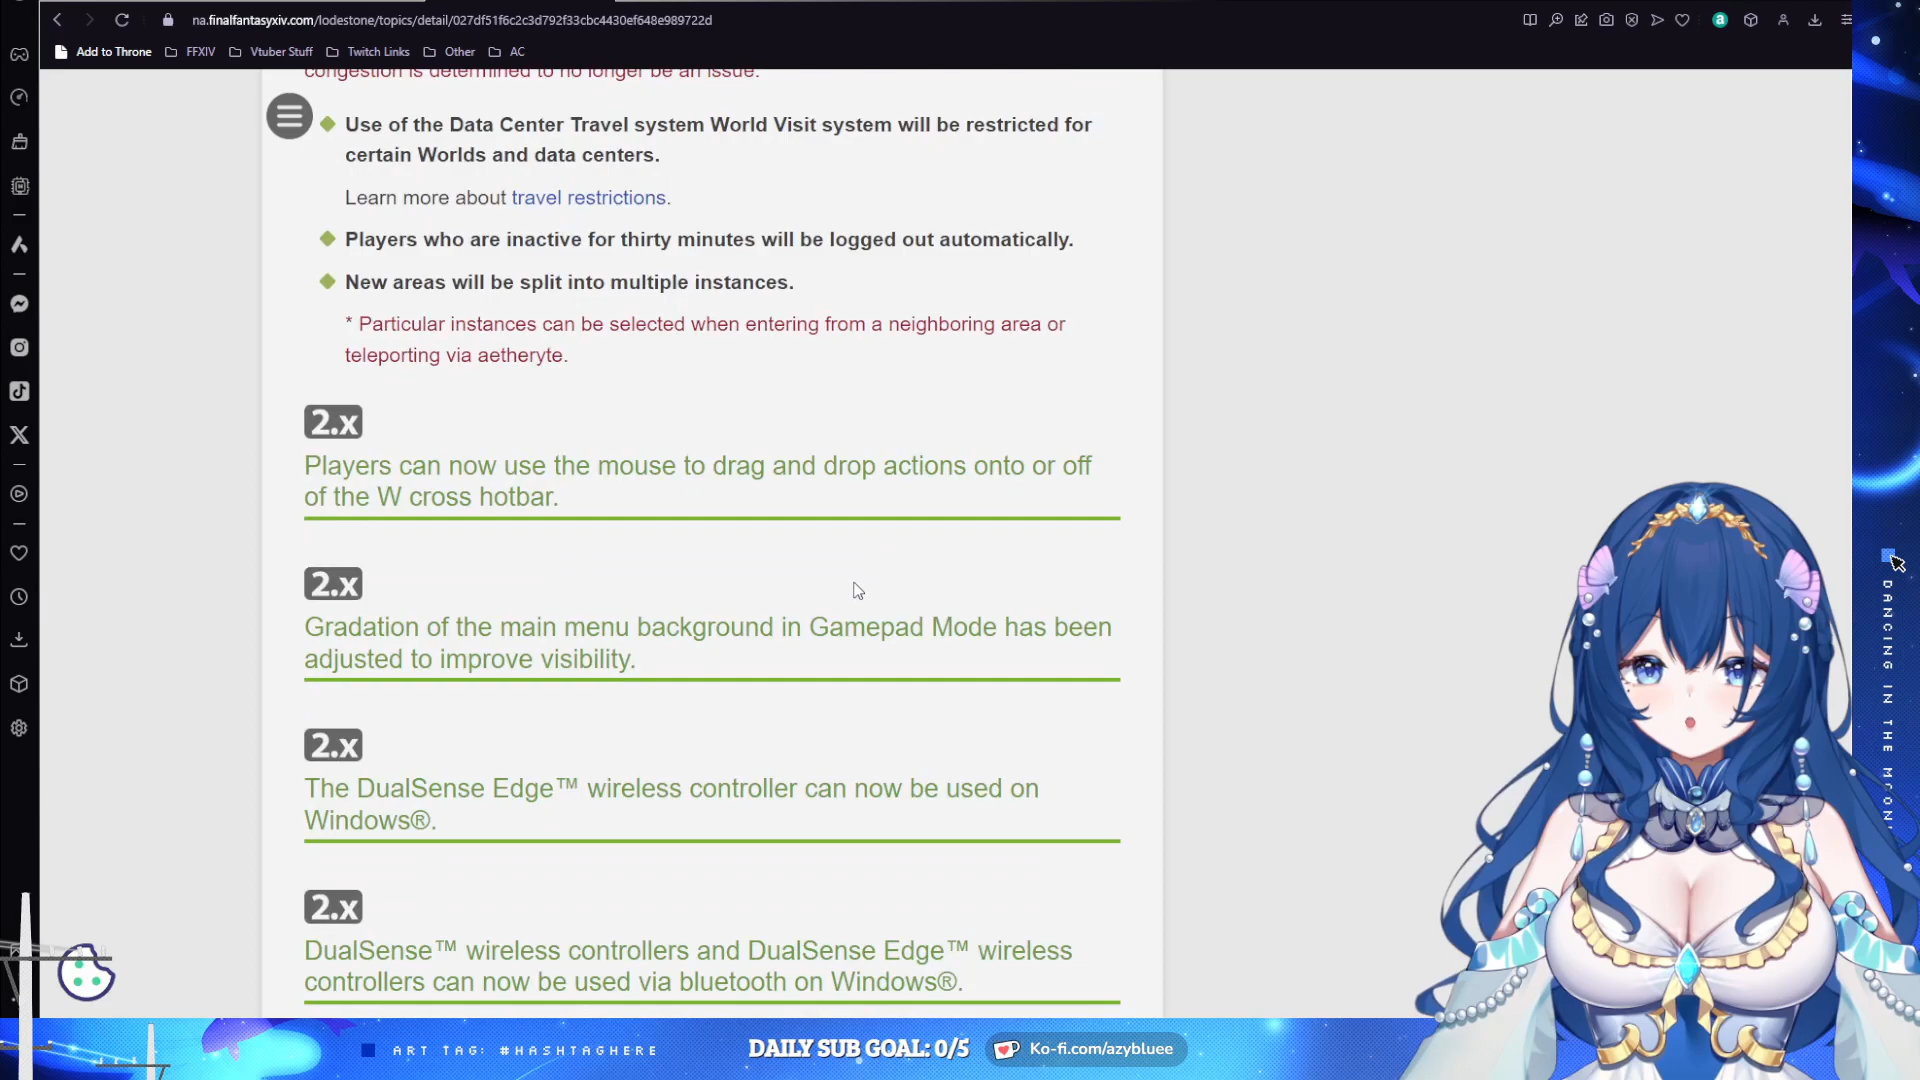 na.finalfantasyxiv.com/lodestone/topics/detail/027df51f6c2c3d792f33cbc4430ef648e989722d
Add to Throne
FFXIV
Vtuber Stuff
Twitch Links
Other
AC
congestion is determined to no longer be an issue.
Use of the Data Center Travel system World Visit system will be restricted for
certain Worlds and data centers.
Learn more about travel restrictions.
Players who are inactive for thirty minutes will be logged out automatically.
New areas will be split into multiple instances.
* Particular instances can be selected when entering from a neighboring area or
teleporting via aetheryte.
2.x
Players can now use the mouse to drag and drop actions onto or off
of the W cross hotbar.
2.x
Gradation of the main menu background in Gamepad Mode has been
adjusted to improve visibility.
2.x
The DualSense Edge™ wireless controller can now be used on
Windows®.
2.x
DualSense™ wireless controllers and DualSense Edge™ wireless
controllers can now be used via bluetooth on Windows®.
DANCING IN THE MOON'
ART TAG: #HASHTAGHERE
DAILY SUB GOAL: 0/5
Ko-fi.com/azybluee